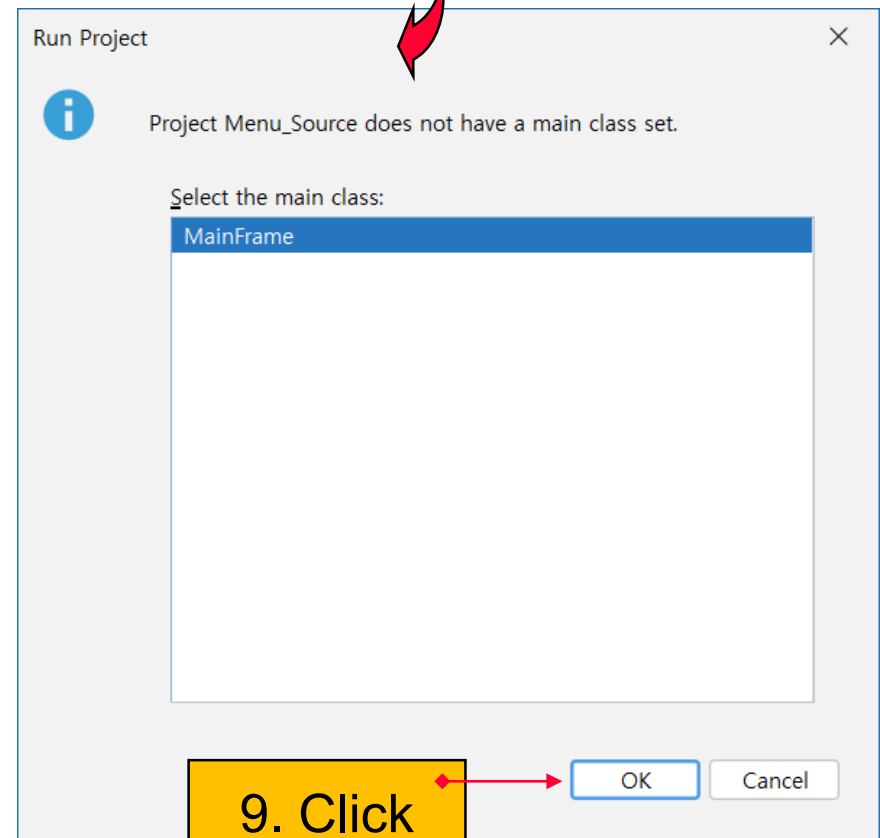 Run Project
Project Menu_Source does not have a main class set.
Select the main class:
MainFrame
OK Cancel
9. Click